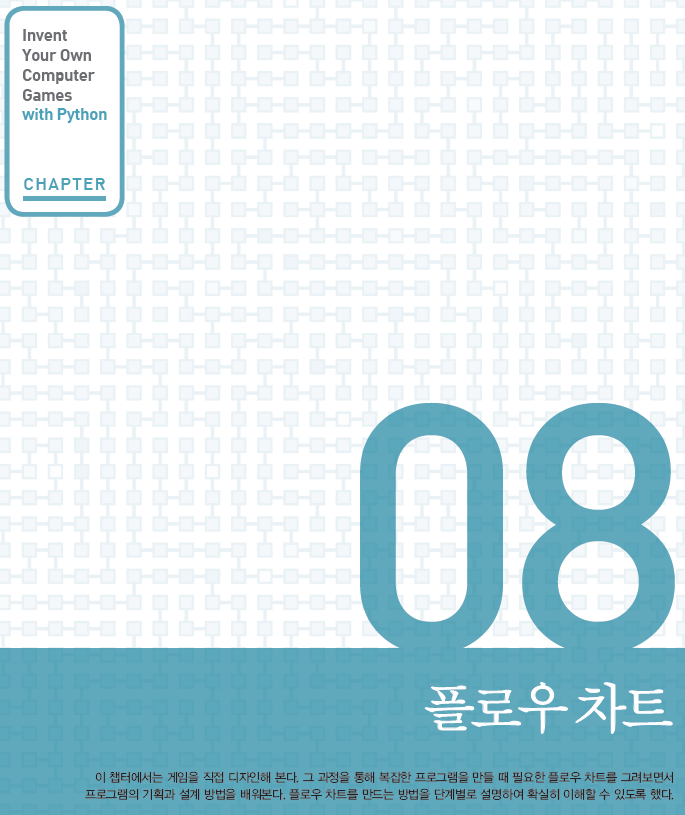 Invent
Your Own
Computer
Games
with Python
CHAPTER
08
플로우 차트
이 챕터에서는 게임을 직접 디자인해 본다. 그 과정을 통해 복잡한 프로그램을 만들 때 필요한 플로우 차트를 그려보면서
프로그램의 기획과 설계 방법을 배워본다. 플로우 차트를 만드는 방법을 단계별로 설명하여 확실히 이해할 수 있도록 했다.